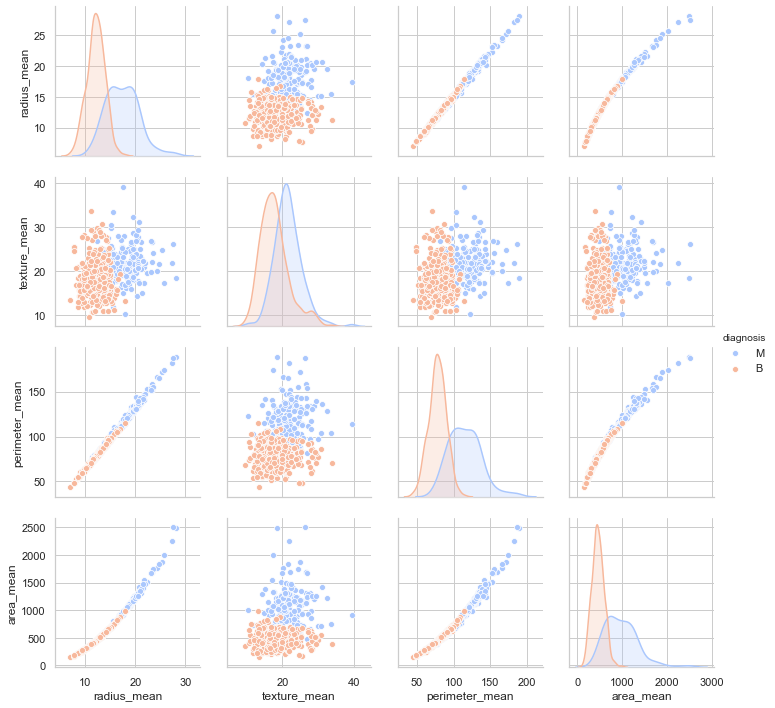 radius_mean
25
20
15
10
texture_mean
40
30
20
10
diagnosis
M
B
perimeter_mean
150
100
50
area_mean
2500
2000
1500
1000
500
0
10 20 30
20 40
50 100 150 200
0 1000 2000 3000
radius_mean texture_mean perimeter_mean area_mean